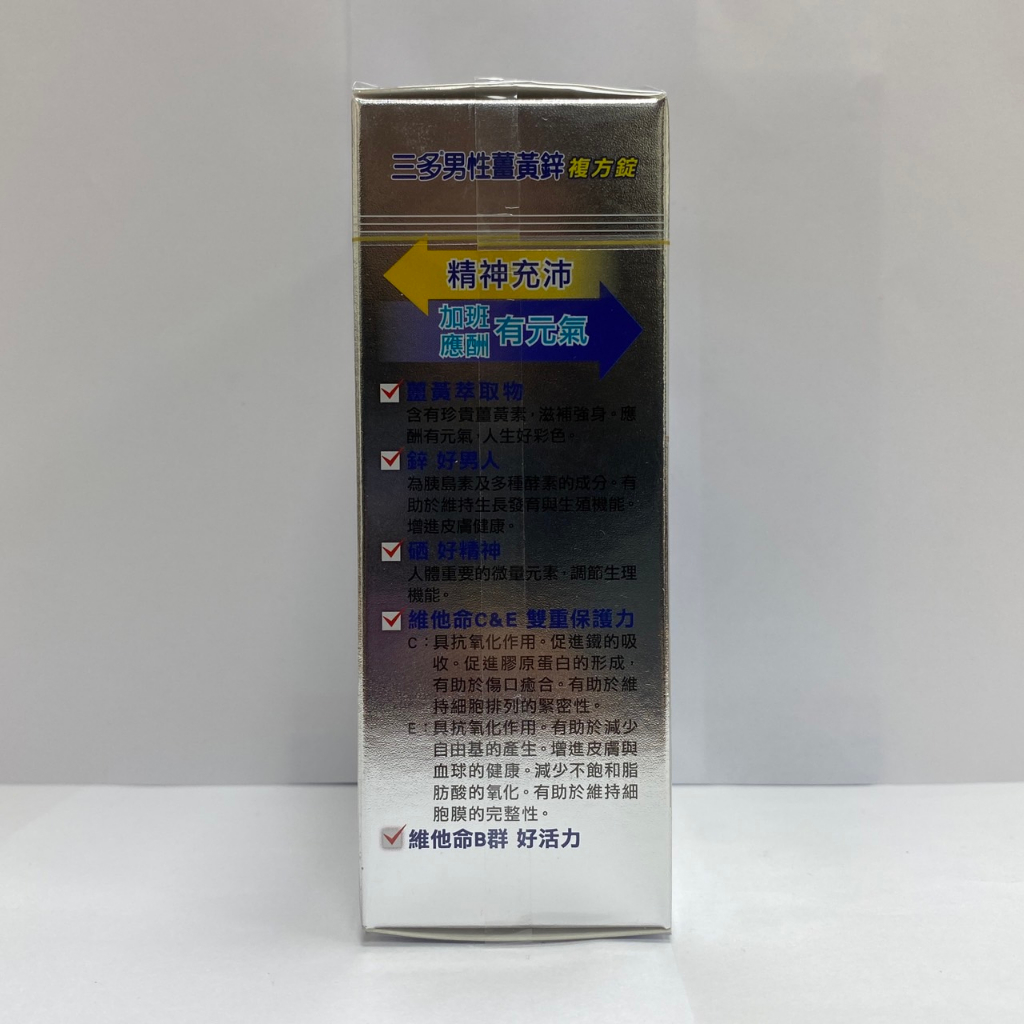 三多男性薑黃鋅複方錠
精神充沛
加班
應酬
有元氣
薑黃萃取物
含有珍貴薑黃素，滋補強身。應
酬有元氣，人生好彩色。
鋅 好男人
為胰島素及多種酵素的成分。有
助於維持生長發育與生殖機能。
增進皮膚健康。
硒 好精神
人體重要的微量元素，調節生理
機能。
維他命C&E 雙重保護力
C：具抗氧化作用。促進鐵的吸
收。促進膠原蛋白的形成，
有助於傷口癒合。有助於維
持細胞排列的緊密性。
E：具抗氧化作用。有助於減少
自由基的產生。增進皮膚與
血球的健康。減少不飽和脂
肪酸的氧化。有助於維持細
胞膜的完整性。
維他命B群 好活力